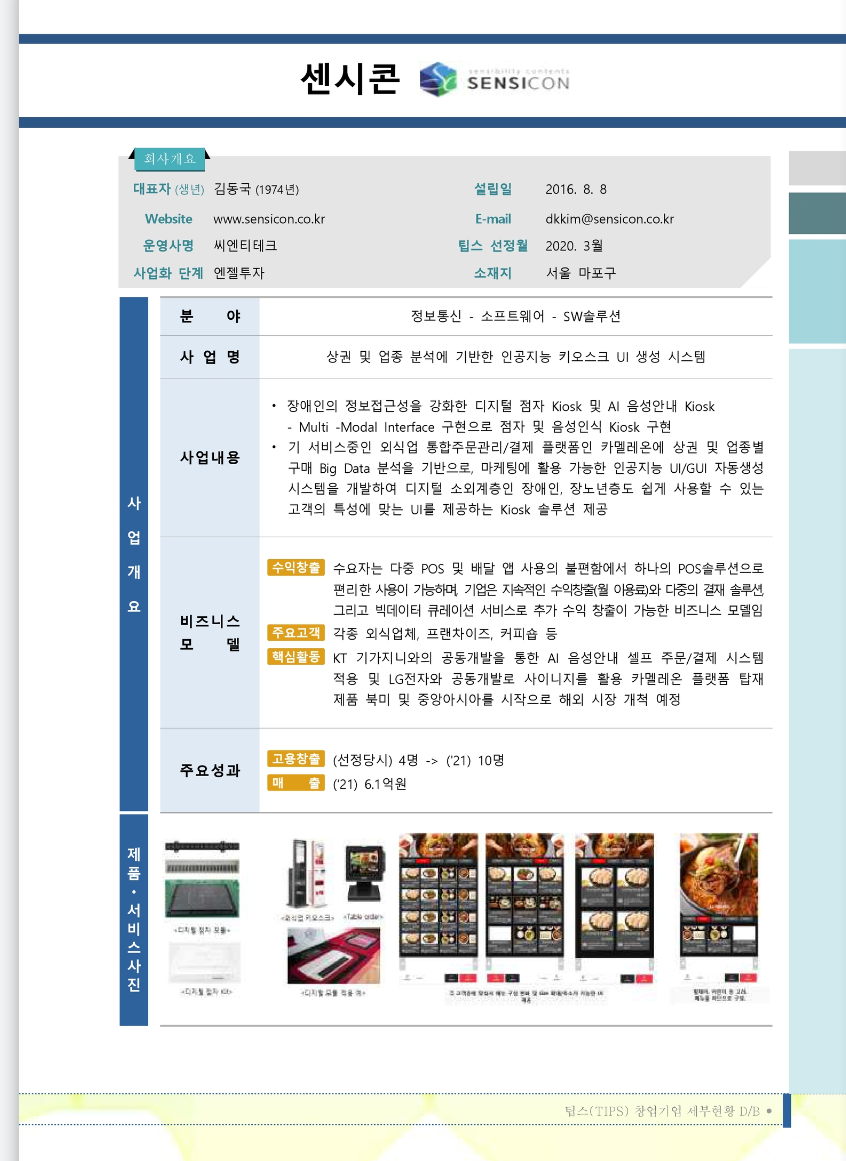 센시콘
sensibility contents
SENSICON
회사개요
대표자 (생년) 김동국 (1974년) 설립일 2016. 8. 8
Website www.sensicon.co.kr E-mail dkkim@sensicon.co.kr
운영사명 씨엔티테크 팁스 선정월 2020. 3월
사업화 단계 엔젤투자 소재지 서울 마포구
사업개요
분 야 정보통신 - 소프트웨어 - SW솔루션
사 업 명 상권 및 업종 분석에 기반한 인공지능 키오스크 UI 생성 시스템
사업내용
• 장애인의 정보접근성을 강화한 디지털 점자 Kiosk 및 AI 음성안내 Kiosk
- Multi -Modal Interface 구현으로 점자 및 음성인식 Kiosk 구현
• 기 서비스중인 외식업 통합주문관리/결제 플랫폼인 카멜레온에 상권 및 업종별
구매 Big Data 분석을 기반으로, 마케팅에 활용 가능한 인공지능 UI/GUI 자동생성
시스템을 개발하여 디지털 소외계층인 장애인, 장노년층도 쉽게 사용할 수 있는
고객의 특성에 맞는 UI를 제공하는 Kiosk 솔루션 제공
비즈니스
모 델
수익창출 수요자는 다중 POS 및 배달 앱 사용의 불편함에서 하나의 POS솔루션으로
편리한 사용이 가능하며, 기업은 지속적인 수익창출(월 이용료)와 다중의 결재 솔루션,
그리고 빅데이터 큐레이션 서비스로 추가 수익 창출이 가능한 비즈니스 모델임
주요고객 각종 외식업체, 프랜차이즈, 커피숍 등
핵심활동 KT 기가지니와의 공동개발을 통한 AI 음성안내 셀프 주문/결제 시스템
적용 및 LG전자와 공동개발로 사이니지를 활용 카멜레온 플랫폼 탑재
제품 북미 및 중앙아시아를 시작으로 해외 시장 개척 예정
주요성과
고용창출 (선정당시) 4명 -> ('21) 10명
매 출 ('21) 6.1억원
제품・서비스사진
<디지털 점자 모듈>
<디지털 점자 Kit>
<외식업 키오스크> <Table order>
<디지털 모듈 적용 예>
팁스(TIPS) 창업기업 세부현황 D/B •